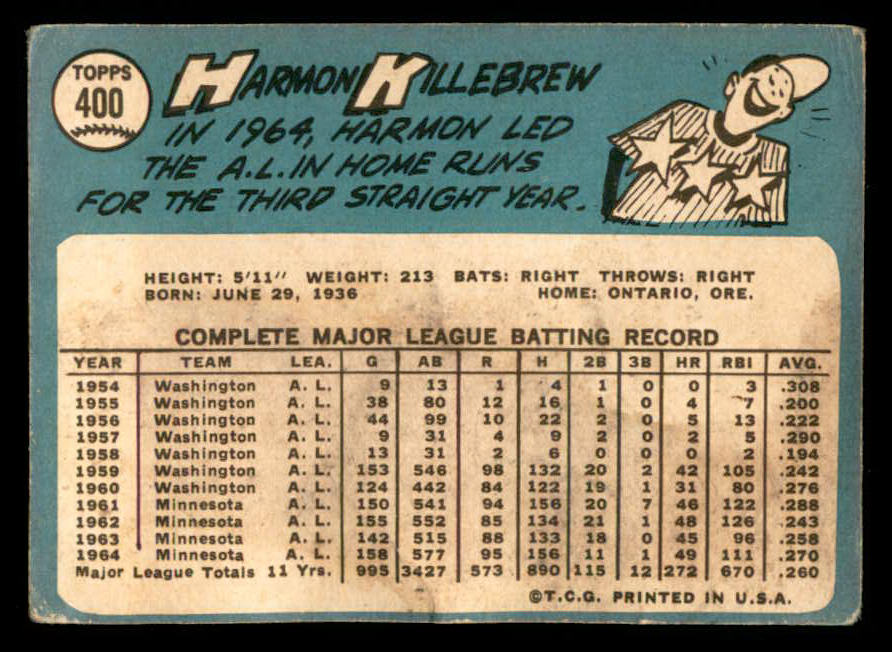 TOPPS
400
HARMON KILLEBREW
IN 1964, HARMON LED
THE A.L. IN HOME RUNS
FOR THE THIRD STRAIGHT YEAR.
HEIGHT: 5'11" WEIGHT: 213 BATS: RIGHT THROWS: RIGHT
BORN: JUNE 29, 1936 HOME: ONTARIO, ORE.
COMPLETE MAJOR LEAGUE BATTING RECORD
YEAR TEAM LEA. G AB R H 2B 3B HR RBI AVG.
1954 Washington A. L. 9 13 1 4 1 0 0 3 .308
1955 Washington A. L. 38 80 12 16 1 0 4 7 .200
1956 Washington A. L. 44 99 10 22 2 0 5 13 .222
1957 Washington A. L. 9 31 4 9 2 0 2 5 .290
1958 Washington A. L. 13 31 2 6 0 0 0 2 .194
1959 Washington A. L. 153 546 98 132 20 2 42 105 .242
1960 Washington A. L. 124 442 84 122 19 1 31 80 .276
1961 Minnesota A. L. 150 541 94 156 20 7 46 122 .288
1962 Minnesota A. L. 155 552 85 134 21 1 48 126 .243
1963 Minnesota A. L. 142 515 88 133 18 0 45 96 .258
1964 Minnesota A. L. 158 577 95 156 11 1 49 111 .270
Major League Totals 11 Yrs. 995 3427 573 890 115 12 272 670 .260
©T.C.G. PRINTED IN U.S.A.